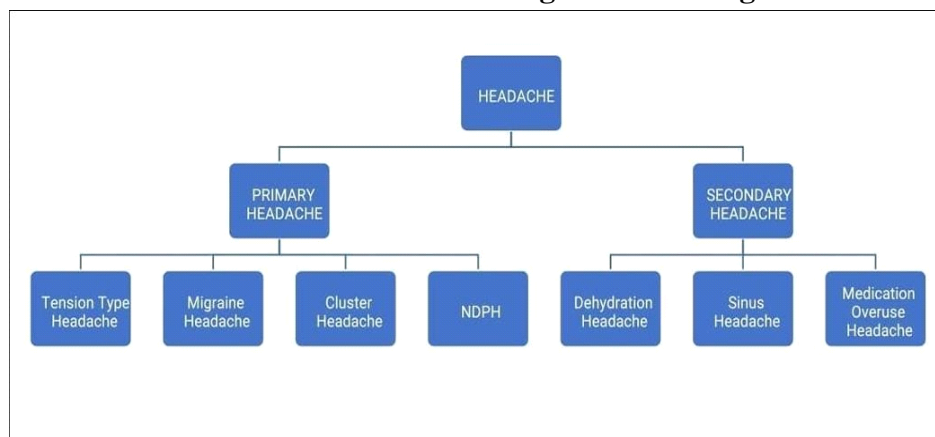 HEADACHE
PRIMARY
HEADACHE
SECONDARY
HEADACHE
Tension Type
Headache
Migraine
Headache
Cluster
Headache
NDPH
Dehydration
Headache
Sinus
Headache
Medication
Overuse
Headache